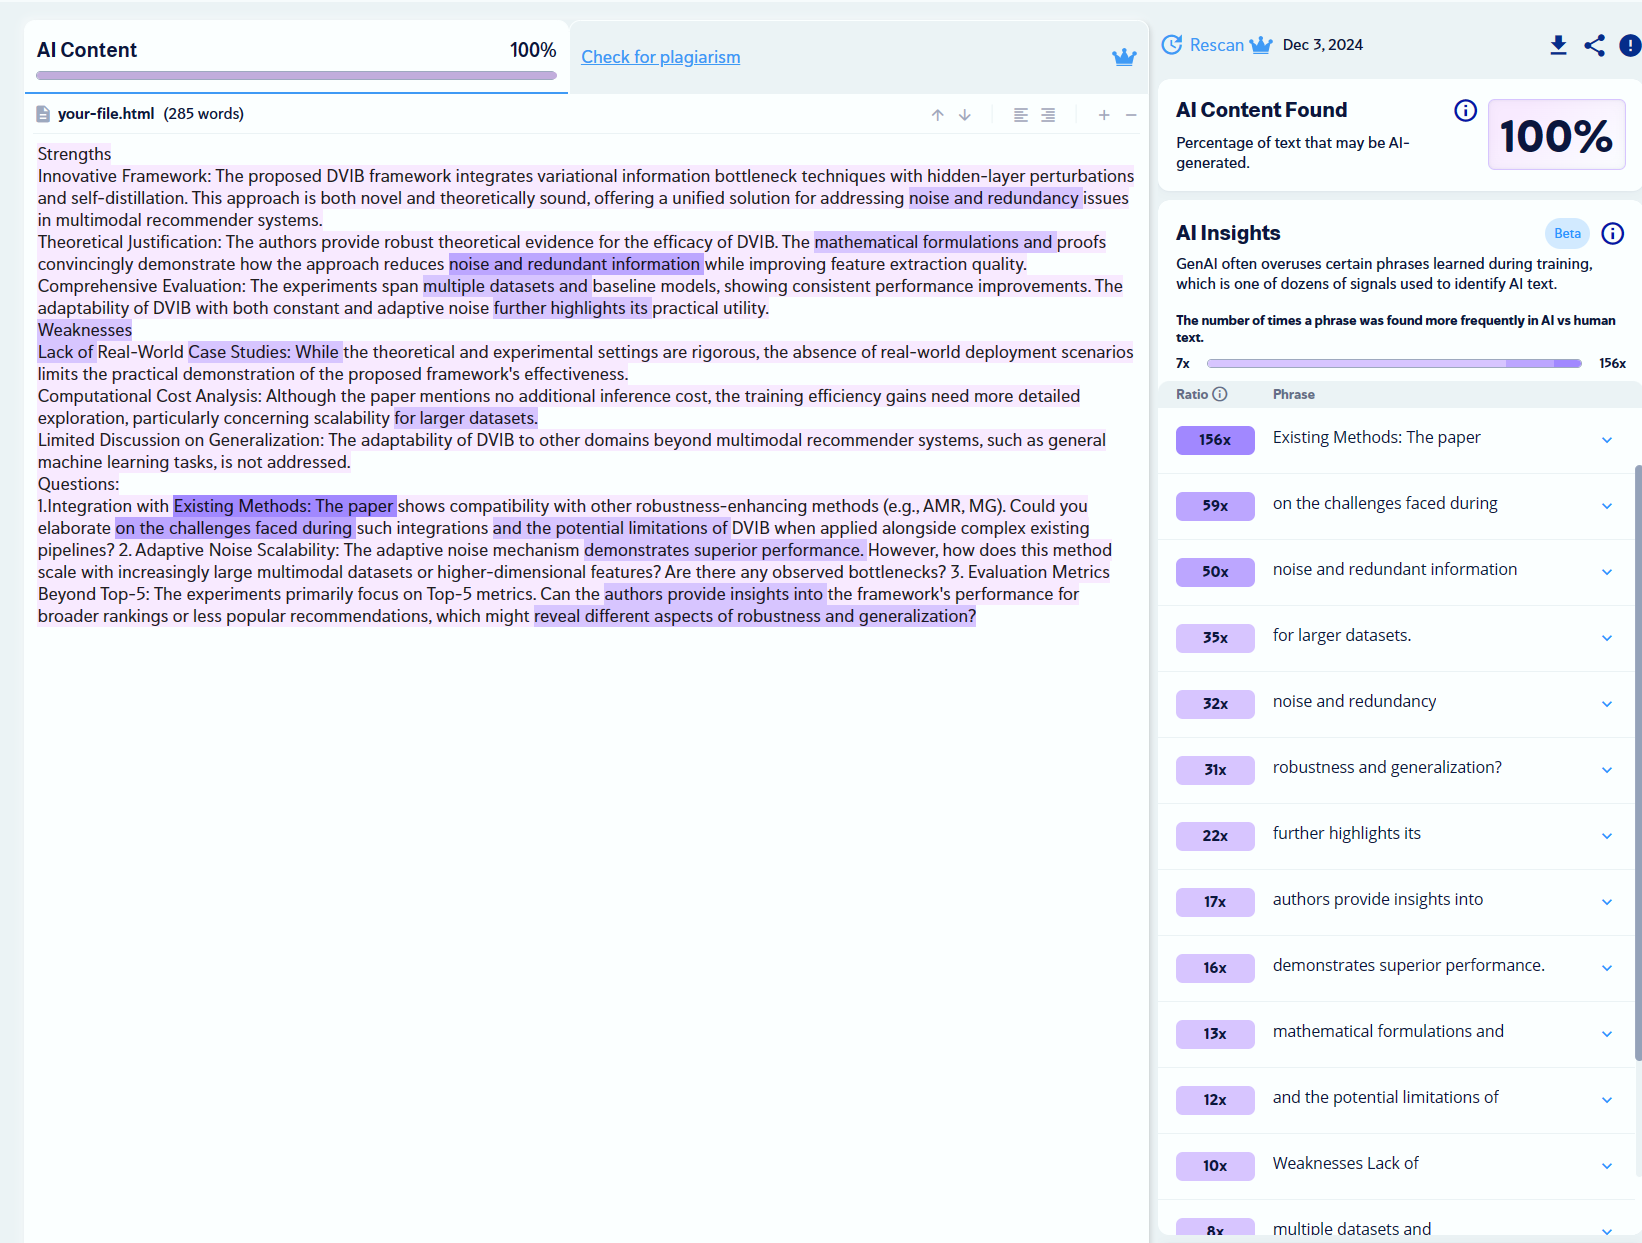 AI Content 100%
Check for plagiarism
your-file.html (285 words)
Strengths
Innovative Framework: The proposed DVIB framework integrates variational information bottleneck techniques with hidden-layer perturbations
and self-distillation. This approach is both novel and theoretically sound, offering a unified solution for addressing noise and redundancy issues
in multimodal recommender systems.
Theoretical Justification: The authors provide robust theoretical evidence for the efficacy of DVIB. The mathematical formulations and proofs
convincingly demonstrate how the approach reduces noise and redundant information while improving feature extraction quality.
Comprehensive Evaluation: The experiments span multiple datasets and baseline models, showing consistent performance improvements. The
adaptability of DVIB with both constant and adaptive noise further highlights its practical utility.
Weaknesses
Lack of Real-World Case Studies: While the theoretical and experimental settings are rigorous, the absence of real-world deployment scenarios
limits the practical demonstration of the proposed framework's effectiveness.
Computational Cost Analysis: Although the paper mentions no additional inference cost, the training efficiency gains need more detailed
exploration, particularly concerning scalability for larger datasets.
Limited Discussion on Generalization: The adaptability of DVIB to other domains beyond multimodal recommender systems, such as general
machine learning tasks, is not addressed.
Questions:
1.Integration with Existing Methods: The paper shows compatibility with other robustness-enhancing methods (e.g., AMR, MG). Could you
elaborate on the challenges faced during such integrations and the potential limitations of DVIB when applied alongside complex existing
pipelines? 2. Adaptive Noise Scalability: The adaptive noise mechanism demonstrates superior performance. However, how does this method
scale with increasingly large multimodal datasets or higher-dimensional features? Are there any observed bottlenecks? 3. Evaluation Metrics
Beyond Top-5: The experiments primarily focus on Top-5 metrics. Can the authors provide insights into the framework's performance for
broader rankings or less popular recommendations, which might reveal different aspects of robustness and generalization?
Rescan Dec 3, 2024
AI Content Found
Percentage of text that may be AI-
generated.
100%
AI Insights Beta
GenAI often overuses certain phrases learned during training,
which is one of dozens of signals used to identify AI text.
The number of times a phrase was found more frequently in AI vs human
text.
7x 156x
Ratio Phrase
156x Existing Methods: The paper
59x on the challenges faced during
50x noise and redundant information
35x for larger datasets.
32x noise and redundancy
31x robustness and generalization?
22x further highlights its
17x authors provide insights into
16x demonstrates superior performance.
13x mathematical formulations and
12x and the potential limitations of
10x Weaknesses Lack of
8x multiple datasets and